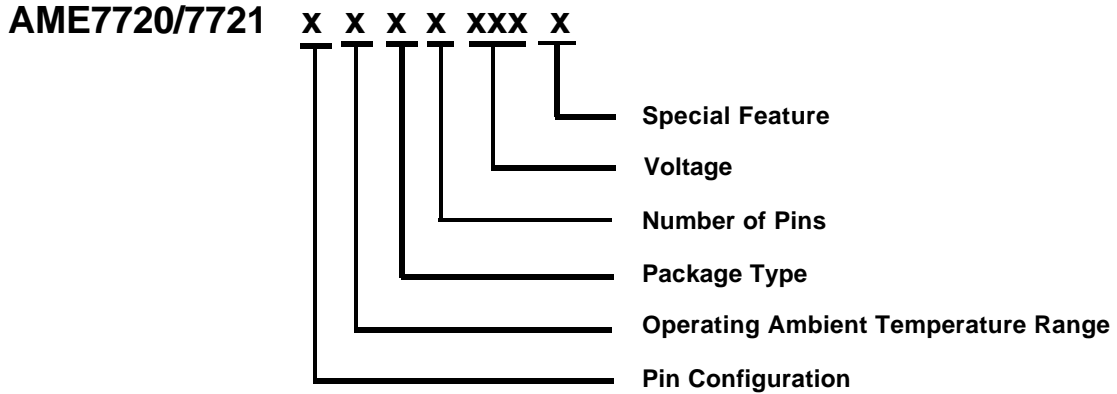 AME7720/7721 x x x x xxx x
Special Feature
Voltage
Number of Pins
Package Type
Operating Ambient Temperature Range
Pin Configuration